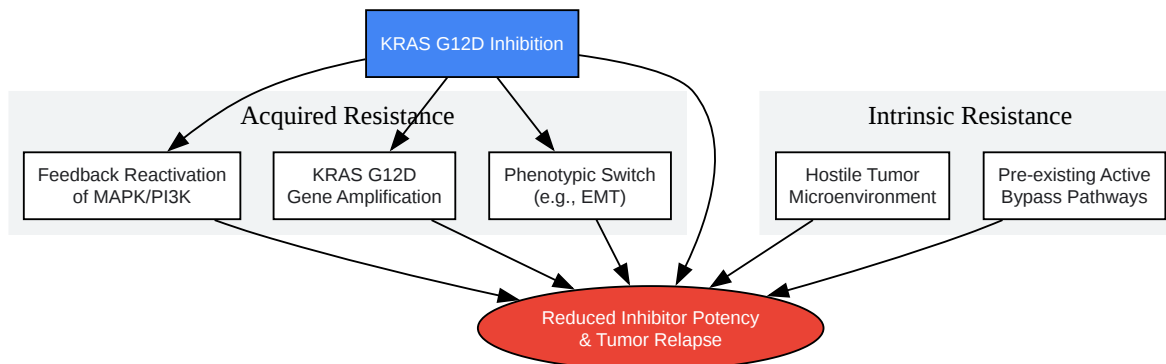 KRAS G12D Inhibition
Acquired Resistance
Intrinsic Resistance
Feedback Reactivation
of MAPK/PI3K
KRAS G12D
Gene Amplification
Phenotypic Switch
(e.g., EMT)
Hostile Tumor
Microenvironment
Pre-existing Active
Bypass Pathways
Reduced Inhibitor Potency
& Tumor Relapse